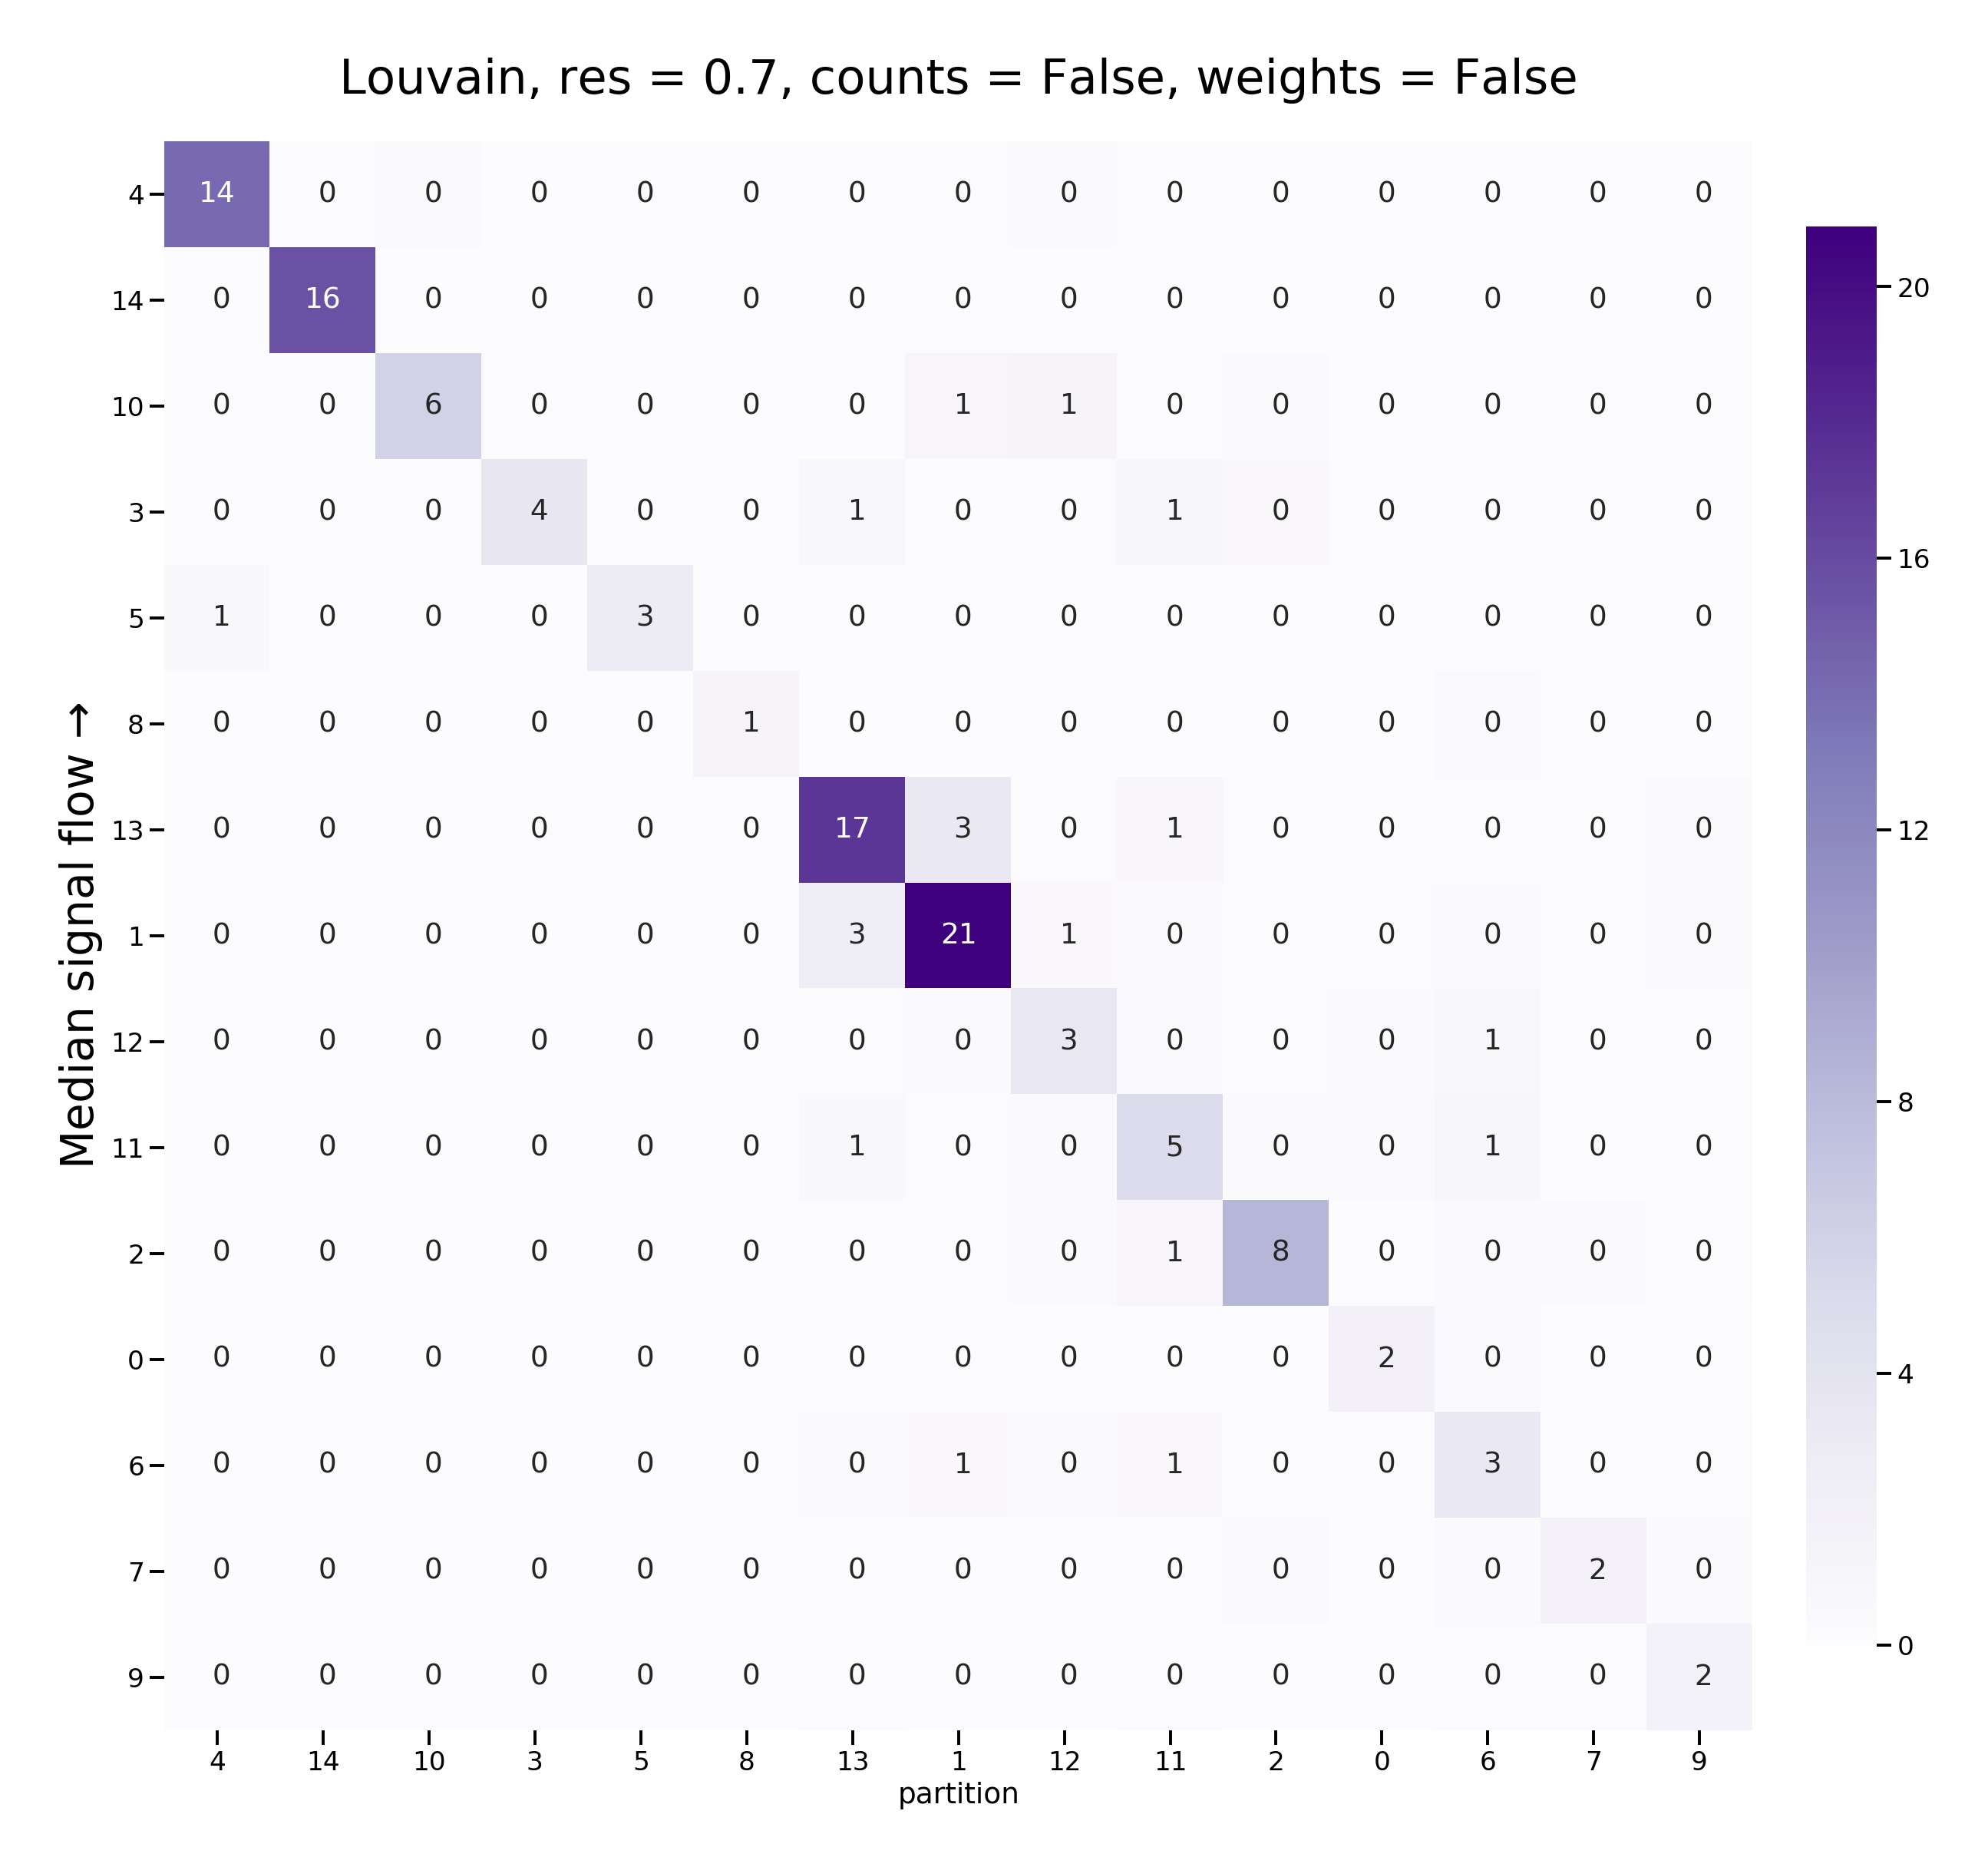 Louvain, res = 0.7, counts = False, weights = False
4 14 0 0 0 0 0 0 0 0 0 0 0 0 0 0
14 0 16 0 0 0 0 0 0 0 0 0 0 0 0 0
10 0 0 6 0 0 0 0 1 1 0 0 0 0 0 0
3 0 0 0 4 0 0 1 0 0 1 0 0 0 0 0
5 1 0 0 0 3 0 0 0 0 0 0 0 0 0 0
8 0 0 0 0 0 1 0 0 0 0 0 0 0 0 0
13 0 0 0 0 0 0 17 3 0 1 0 0 0 0 0
1 0 0 0 0 0 0 3 21 1 0 0 0 0 0 0
12 0 0 0 0 0 0 0 0 3 0 0 0 1 0 0
11 0 0 0 0 0 0 1 0 0 5 0 0 1 0 0
2 0 0 0 0 0 0 0 0 0 1 8 0 0 0 0
0 0 0 0 0 0 0 0 0 0 0 0 2 0 0 0
6 0 0 0 0 0 0 0 1 0 1 0 0 3 0 0
7 0 0 0 0 0 0 0 0 0 0 0 0 0 2 0
9 0 0 0 0 0 0 0 0 0 0 0 0 0 0 2
4 14 10 3 5 8 13 1 12 11 2 0 6 7 9
partition
Median signal flow →
20
16
12
8
4
0